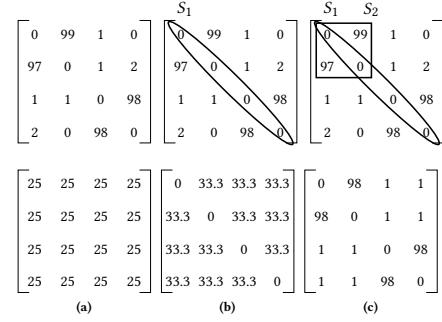 S1 S1 S2
0 99 1 0 0 99 1 0 0 99 1 0
97 0 1 2 97 0 1 2 97 0 1 2
1 1 0 98 1 1 0 98 1 1 0 98
2 0 98 0 2 0 98 0 2 0 98 0
25 25 25 25 0 33.3 33.3 33.3 0 98 1 1
25 25 25 25 33.3 0 33.3 33.3 98 0 1 1
25 25 25 25 33.3 33.3 0 33.3 1 1 0 98
25 25 25 25 33.3 33.3 33.3 0 1 1 98 0
(a) (b) (c)